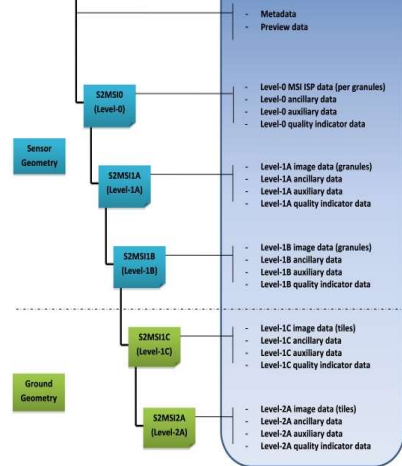 - Metadata
- Preview data
S2MSI0
(Level-0)
- Level-0 MSI ISP data (per granules)
- Level-0 ancillary data
- Level-0 auxiliary data
- Level-0 quality indicator data
Sensor
Geometry
S2MSI1A
(Level-1A)
- Level-1A image data (granules)
- Level-1A ancillary data
- Level-1A auxiliary data
- Level-1A quality indicator data
S2MSI1B
(Level-1B)
- Level-1B image data (granules)
- Level-1B ancillary data
- Level-1B auxiliary data
- Level-1B quality indicator data
S2MSI1C
(Level-1C)
- Level-1C image data (tiles)
- Level-1C ancillary data
- Level-1C auxiliary data
- Level-1C quality indicator data
Ground
Geometry
S2MSI2A
(Level-2A)
- Level-2A image data (tiles)
- Level-2A ancillary data
- Level-2A auxiliary data
- Level-2A quality indicator data